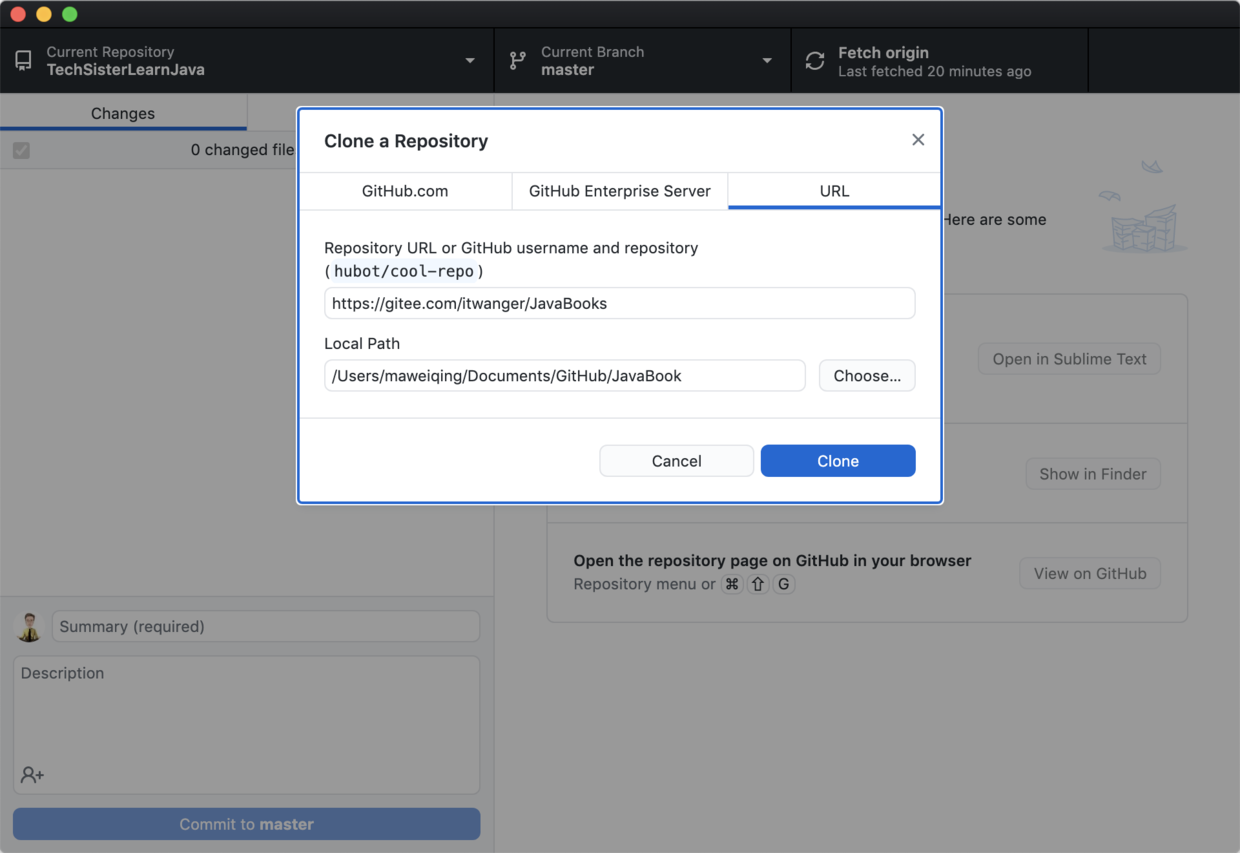 Current Repository
TechSisterLearnJava
Current Branch
master
Fetch origin
Last fetched 20 minutes ago
Changes
0 changed file
Clone a Repository
GitHub.com
GitHub Enterprise Server
URL
Repository URL or GitHub username and repository
(hubot/cool-repo)
https://gitee.com/itwanger/JavaBooks
Local Path
/Users/maweiqing/Documents/GitHub/JavaBook
Choose...
Cancel
Clone
Here are some
Open in Sublime Text
Show in Finder
Open the repository page on GitHub in your browser
Repository menu or ⌘ ⇧ G
View on GitHub
Summary (required)
Description
Commit to master